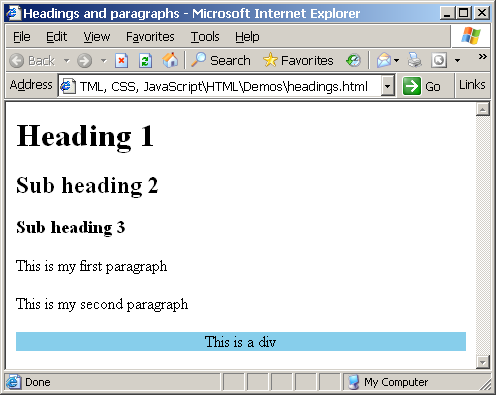 Headings and paragraphs - Microsoft Internet Explorer
File Edit View Favorites Tools Help
Back Search Favorites
Address TML, CSS, JavaScript\HTML\Demos\headings.html Go Links
Heading 1
Sub heading 2
Sub heading 3
This is my first paragraph
This is my second paragraph
This is a div
Done My Computer